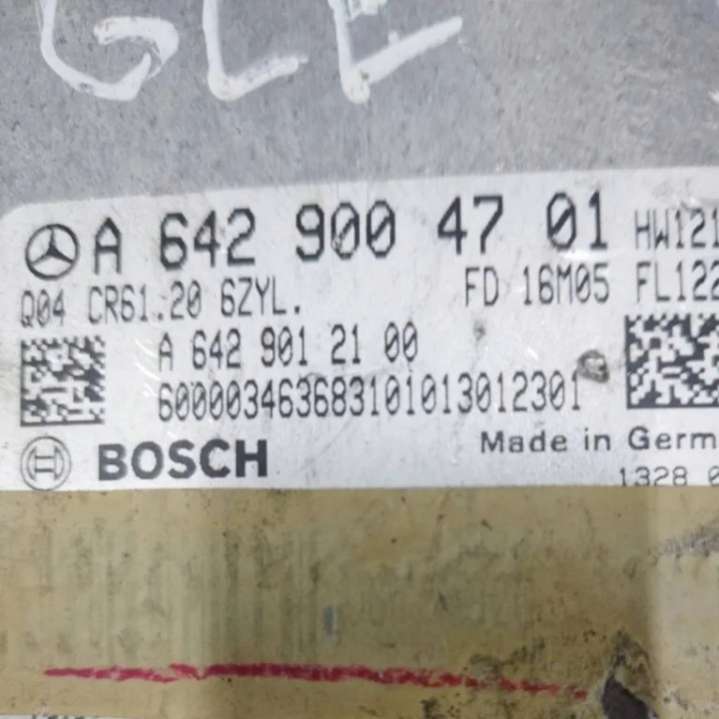 GLE
A 642 900 47 01 HW121
Q04 CR61.20 6ZYL. FD 16M05 FL122
A 642 901 21 00
600003463683101013012301
BOSCH Made in Germ
1328 0